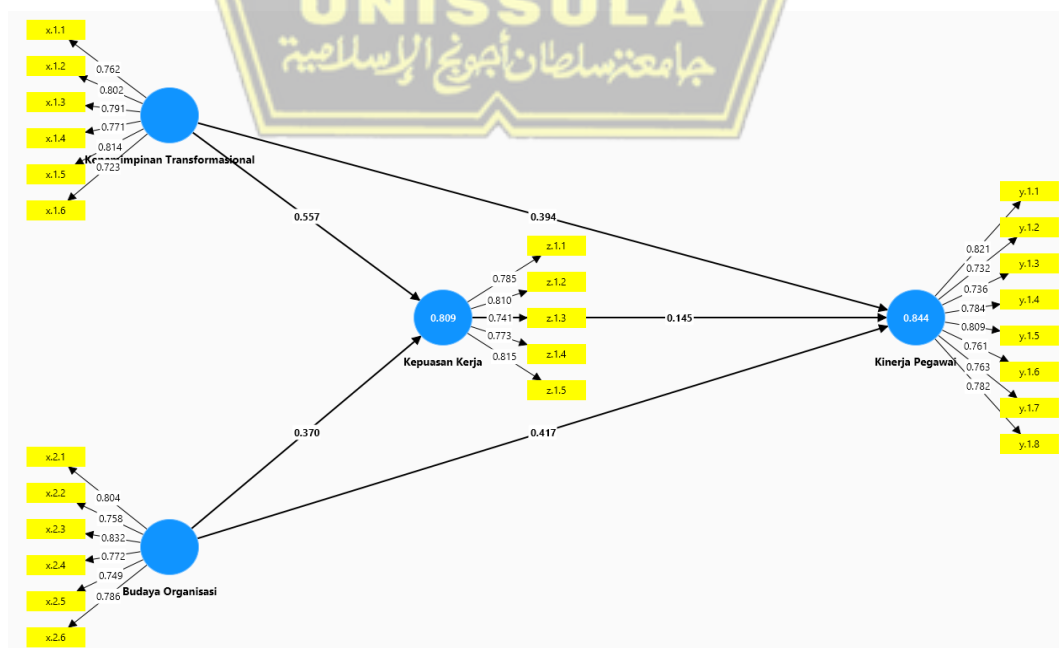 UNISSULA
جامعة سلطان أجونج الإسلامية
x.1.1
x.1.2
x.1.3
x.1.4
x.1.5
x.1.6
0.762
0.802
0.791
0.771
0.814
0.723
Kepemimpinan Transformasional
0.557
0.394
z.1.1
z.1.2
z.1.3
z.1.4
z.1.5
0.785
0.810
0.741
0.773
0.815
0.809
Kepuasan Kerja
0.145
0.844
Kinerja Pegawai
y.1.1
y.1.2
y.1.3
y.1.4
y.1.5
y.1.6
y.1.7
y.1.8
0.821
0.732
0.736
0.784
0.809
0.761
0.763
0.782
0.370
0.417
x.2.1
x.2.2
x.2.3
x.2.4
x.2.5
x.2.6
0.804
0.758
0.832
0.772
0.749
0.786
Budaya Organisasi